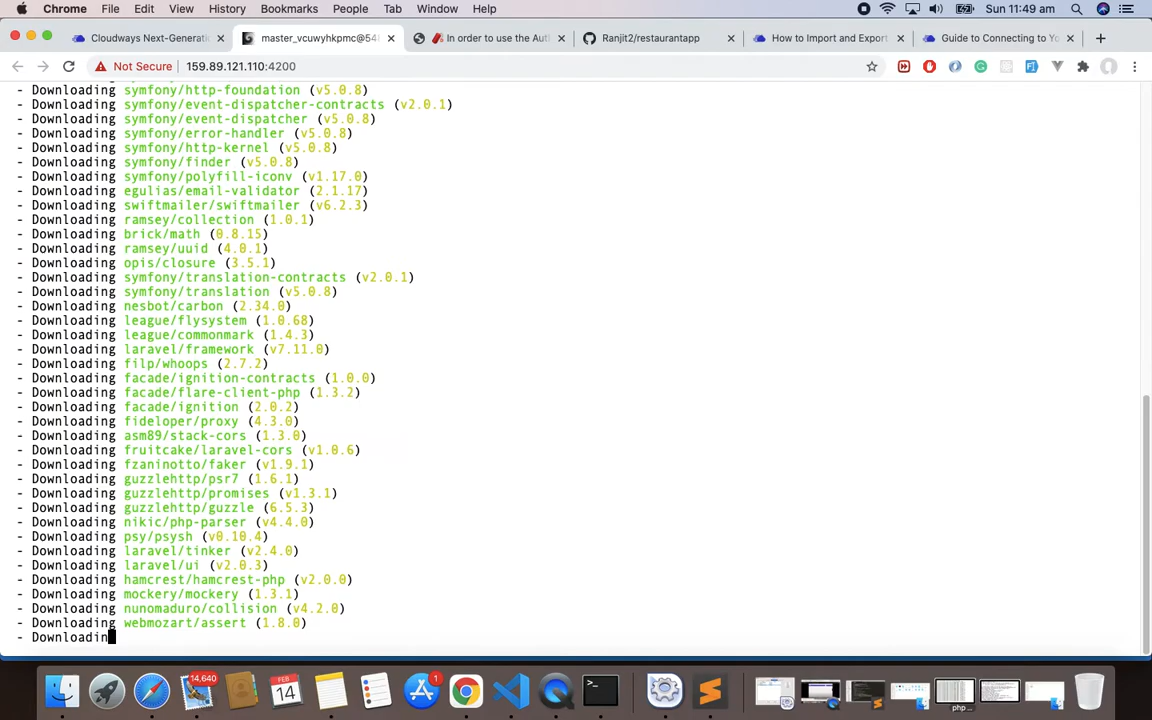 Chrome File Edit View History Bookmarks People Tab Window Help Sun 11:49 am
Cloudways Next-Generati master_vcuwyhkpmc@54 In order to use the Aut Ranjit2/restaurantapp How to Import and Export Guide to Connecting to Yo
Not Secure 159.89.121.110:4200
- Downloading symfony/http-foundation (v5.0.8)
- Downloading symfony/event-dispatcher-contracts (v2.0.1)
- Downloading symfony/event-dispatcher (v5.0.8)
- Downloading symfony/error-handler (v5.0.8)
- Downloading symfony/http-kernel (v5.0.8)
- Downloading symfony/finder (v5.0.8)
- Downloading symfony/polyfill-iconv (v1.17.0)
- Downloading egulias/email-validator (2.1.17)
- Downloading swiftmailer/swiftmailer (v6.2.3)
- Downloading ramsey/collection (1.0.1)
- Downloading brick/math (0.8.15)
- Downloading ramsey/uuid (4.0.1)
- Downloading opis/closure (3.5.1)
- Downloading symfony/translation-contracts (v2.0.1)
- Downloading symfony/translation (v5.0.8)
- Downloading nesbot/carbon (2.34.0)
- Downloading league/flysystem (1.0.68)
- Downloading league/commonmark (1.4.3)
- Downloading laravel/framework (v7.11.0)
- Downloading filp/whoops (2.7.2)
- Downloading facade/ignition-contracts (1.0.0)
- Downloading facade/flare-client-php (1.3.2)
- Downloading facade/ignition (2.0.2)
- Downloading fideloper/proxy (4.3.0)
- Downloading asm89/stack-cors (1.3.0)
- Downloading fruitcake/laravel-cors (v1.0.6)
- Downloading fzaninotto/faker (v1.9.1)
- Downloading guzzlehttp/psr7 (1.6.1)
- Downloading guzzlehttp/promises (v1.3.1)
- Downloading guzzlehttp/guzzle (6.5.3)
- Downloading nikic/php-parser (v4.4.0)
- Downloading psy/psysh (v0.10.4)
- Downloading laravel/tinker (v2.4.0)
- Downloading laravel/ui (v2.0.3)
- Downloading hamcrest/hamcrest-php (v2.0.0)
- Downloading mockery/mockery (1.3.1)
- Downloading nunomaduro/collision (v4.2.0)
- Downloading webmozart/assert (1.8.0)
- Downloadin
14,640
JUN
14
1
php